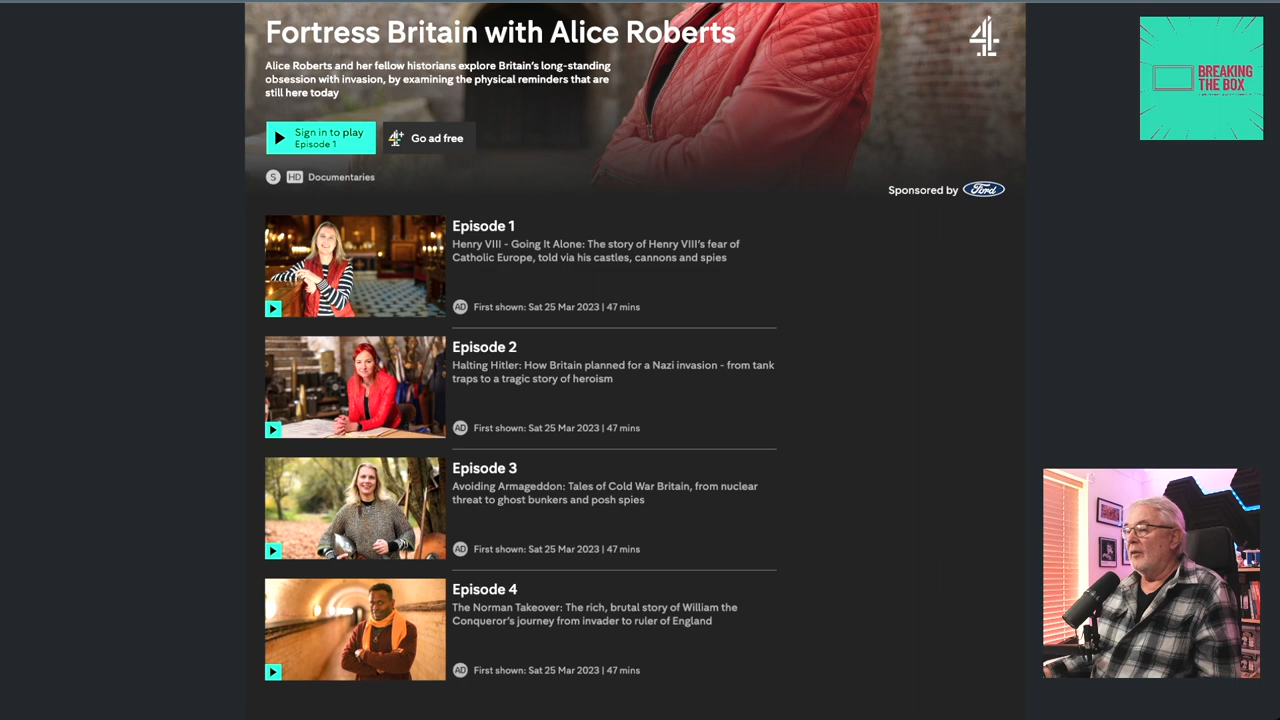 Fortress Britain with Alice Roberts
Alice Roberts and her fellow historians explore Britain's long-standing
obsession with invasion, by examining the physical reminders that are
still here today
Sign in to play
Episode 1
4+
Go ad free
S HD Documentaries
4
Sponsored by Ford
Episode 1
Henry VIII - Going It Alone: The story of Henry VIII's fear of
Catholic Europe, told via his castles, cannons and spies
AD First shown: Sat 25 Mar 2023 | 47 mins
Episode 2
Halting Hitler: How Britain planned for a Nazi invasion - from tank
traps to a tragic story of heroism
AD First shown: Sat 25 Mar 2023 | 47 mins
Episode 3
Avoiding Armageddon: Tales of Cold War Britain, from nuclear
threat to ghost bunkers and posh spies
AD First shown: Sat 25 Mar 2023 | 47 mins
Episode 4
The Norman Takeover: The rich, brutal story of William the
Conqueror's journey from invader to ruler of England
AD First shown: Sat 25 Mar 2023 | 47 mins
BREAKING
THE BOX